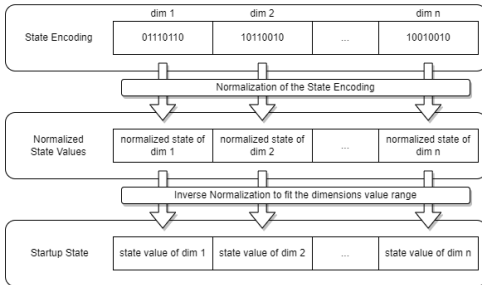 dim 1 dim 2 dim n
State Encoding 01110110 10110010 ... 10010010
Normalization of the State Encoding
Normalized normalized state of normalized state of normalized state of
State Values dim 1 dim 2 ... dim n
Inverse Normalization to fit the dimensions value range
Startup State state value of dim 1 state value of dim 2 ... state value of dim n